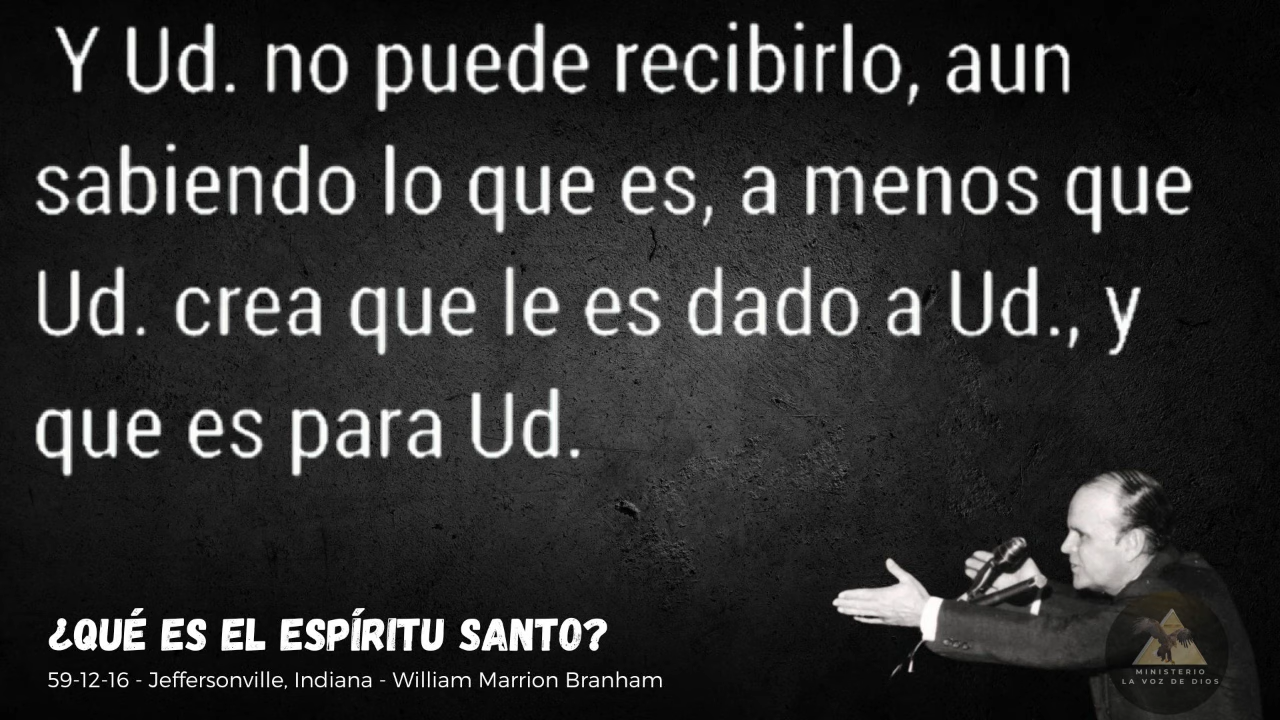 Y Ud. no puede recibirlo, aun
sabiendo lo que es, a menos que
Ud. crea que le es dado a Ud., y
que es para Ud.
¿QUÉ ES EL ESPÍRITU SANTO?
59-12-16 - Jeffersonville, Indiana - William Marrion Branham
MINISTERIO
LA VOZ DE DIOS